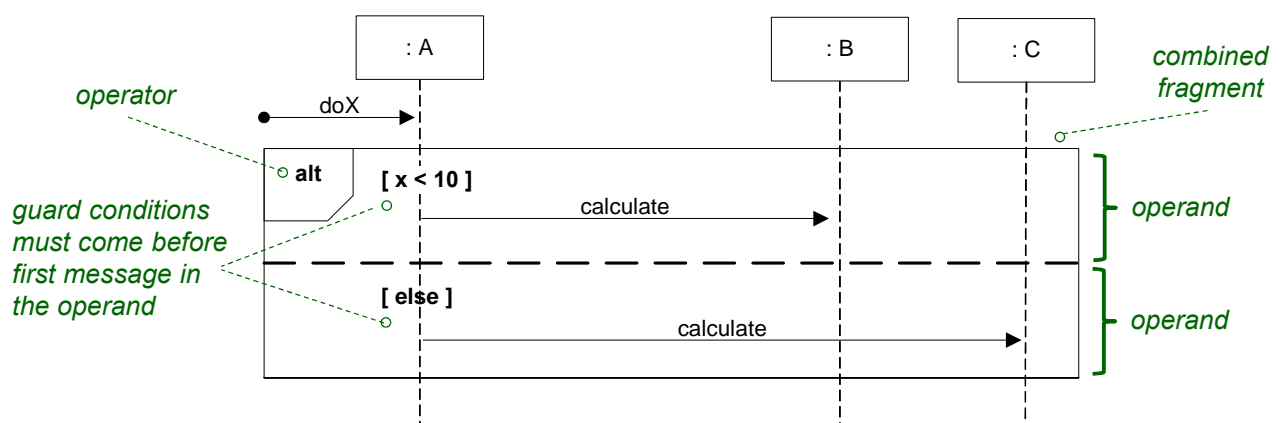 : A
: B
: C
combined
fragment
operator
doX
alt
[ x < 10 ]
calculate
operand
guard conditions
must come before
first message in
the operand
[ else ]
calculate
operand